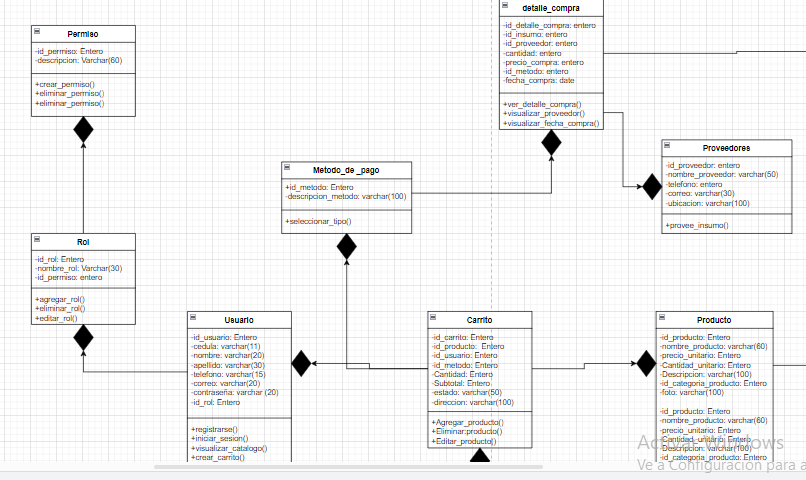 Permiso
-id_permiso: Entero
-descripcion: Varchar(60)
+crear_permiso()
+eliminar_permiso()
+eliminar_permiso()
detalle_compra
-id_detalle_compra: entero
-id_insumo: entero
-id_proveedor: entero
-cantidad: entero
-precio_compra: entero
-id_metodo: entero
-fecha_compra: date
+ver_detalle_compra()
+visualizar_proveedor()
+visualizar_fecha_compra()
Proveedores
-id_proveedor: entero
-nombre_proveedor: varchar(50)
-telefono: entero
-correo: varchar(30)
-ubicacion: varchar(100)
+provee_insumo()
Metodo_de _pago
+id_metodo: Entero
-descripcion_metodo: varchar(100)
+seleccionar_tipo()
Rol
-id_rol: Entero
-nombre_rol: Varchar(30)
-id_permiso: entero
+agregar_rol()
+eliminar_rol()
+editar_rol()
Usuario
-id_usuario: Entero
-cedula: varchar(11)
-nombre: varchar(20)
-apellido: varchar(30)
-telefono: varchar(15)
-correo: varchar(20)
-contraseña: varchar (20)
-id_rol: Entero
+registrarse()
+iniciar_sesion()
+visualizar_catalogo()
+crear_carrito()
Carrito
-id_carrito: Entero
-id_producto: Entero
-id_usuario: Entero
-id_metodo: Entero
-Cantidad: Entero
-Subtotal: Entero
-estado: varchar(50)
-direccion: varchar(100)
+Agregar_producto()
+Eliminar:producto()
+Editar_producto()
Producto
-id_producto: Entero
-nombre_producto: varchar(60)
-precio_unitario: Entero
-Cantidad_unitario: Entero
-Descripcion: varchar(100)
-id_categoria_producto: Entero
-foto: varchar(100)
-id_producto: Entero
-nombre_producto: varchar(60)
-precio_unitario: Entero
-Cantidad_unitario: Entero
-Descripcion: varchar(100)
-id_categoria_producto: Entero
Activar Windows
Ve a Configuración para a